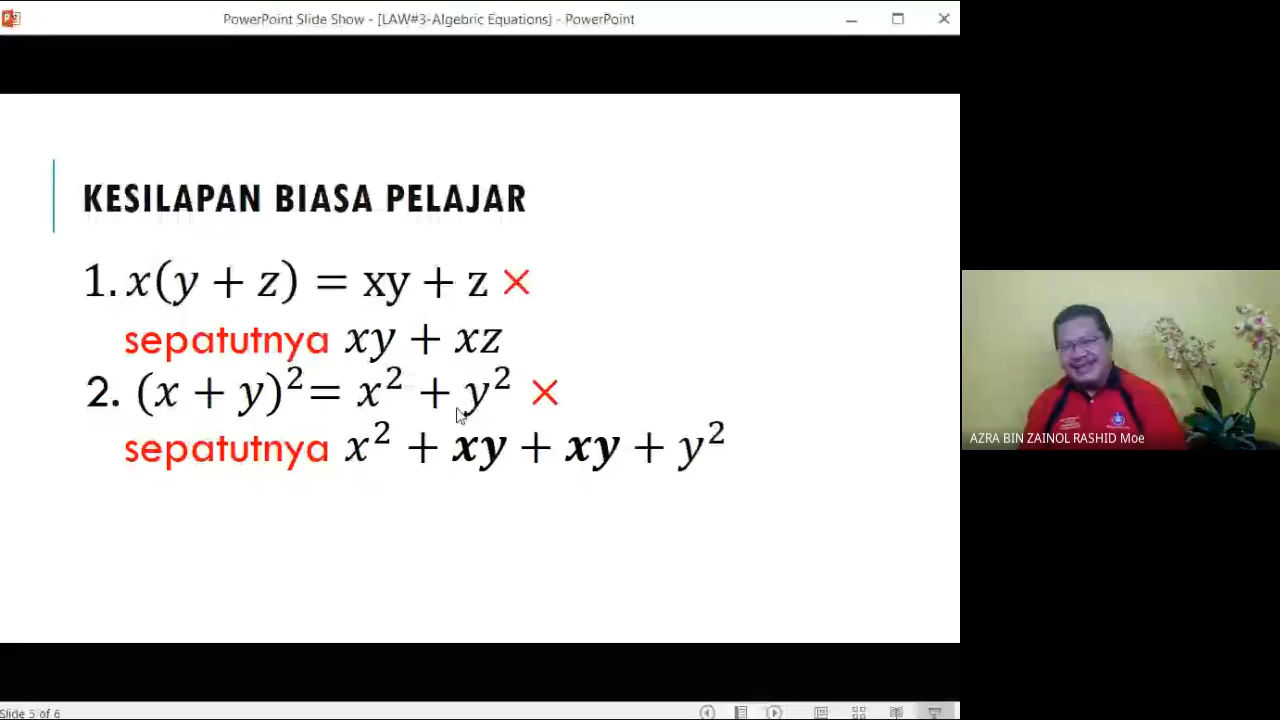 PowerPoint Slide Show - [LAW#3-Algebric Equations] - PowerPoint
KESILAPAN BIASA PELAJAR
1. x(y + z) = xy + z ×
sepatutnya xy + xz
2. (x + y)²= x² + y² ×
sepatutnya x² + xy + xy + y²
AZRA BIN ZAINOL RASHID Moe
Slide 5 of 6